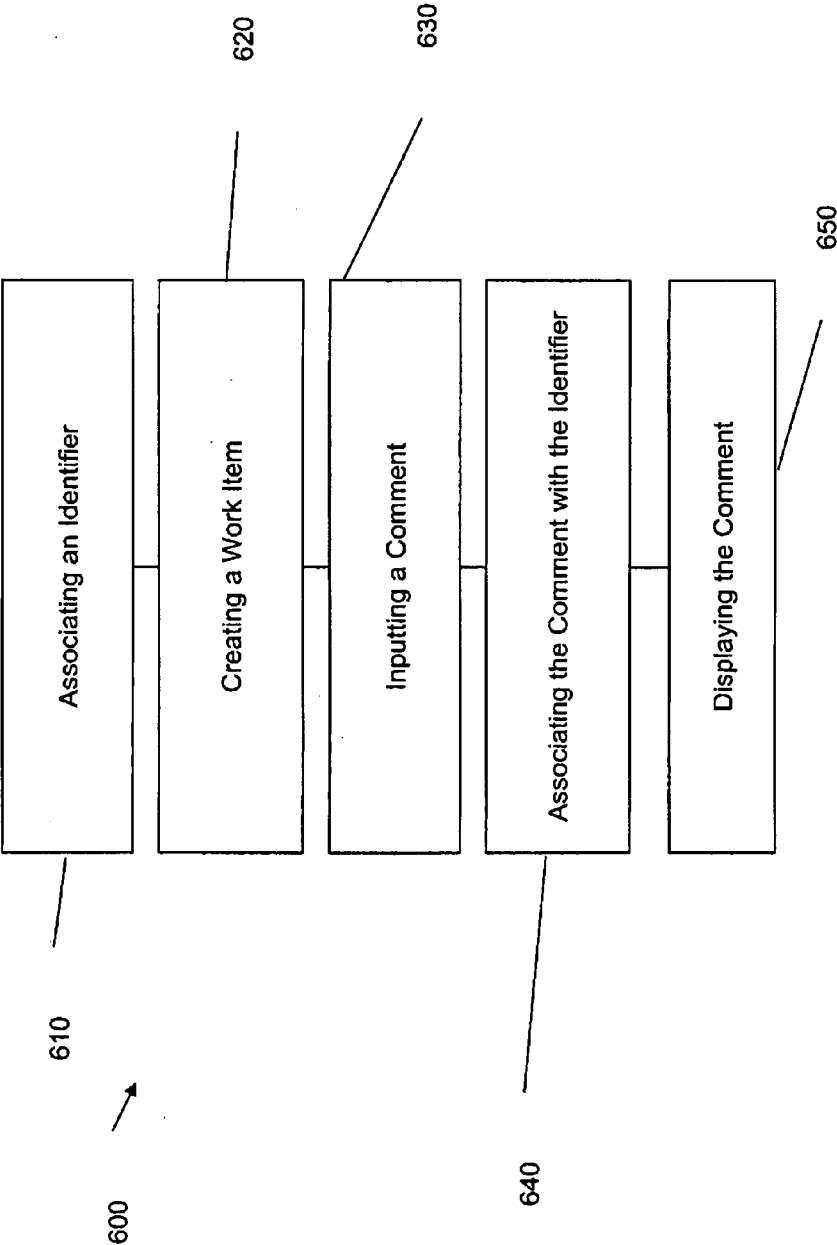 600
610
Associating an Identifier
Creating a Work Item
620
Inputting a Comment
630
640
Associating the Comment with the Identifier
Displaying the Comment
650